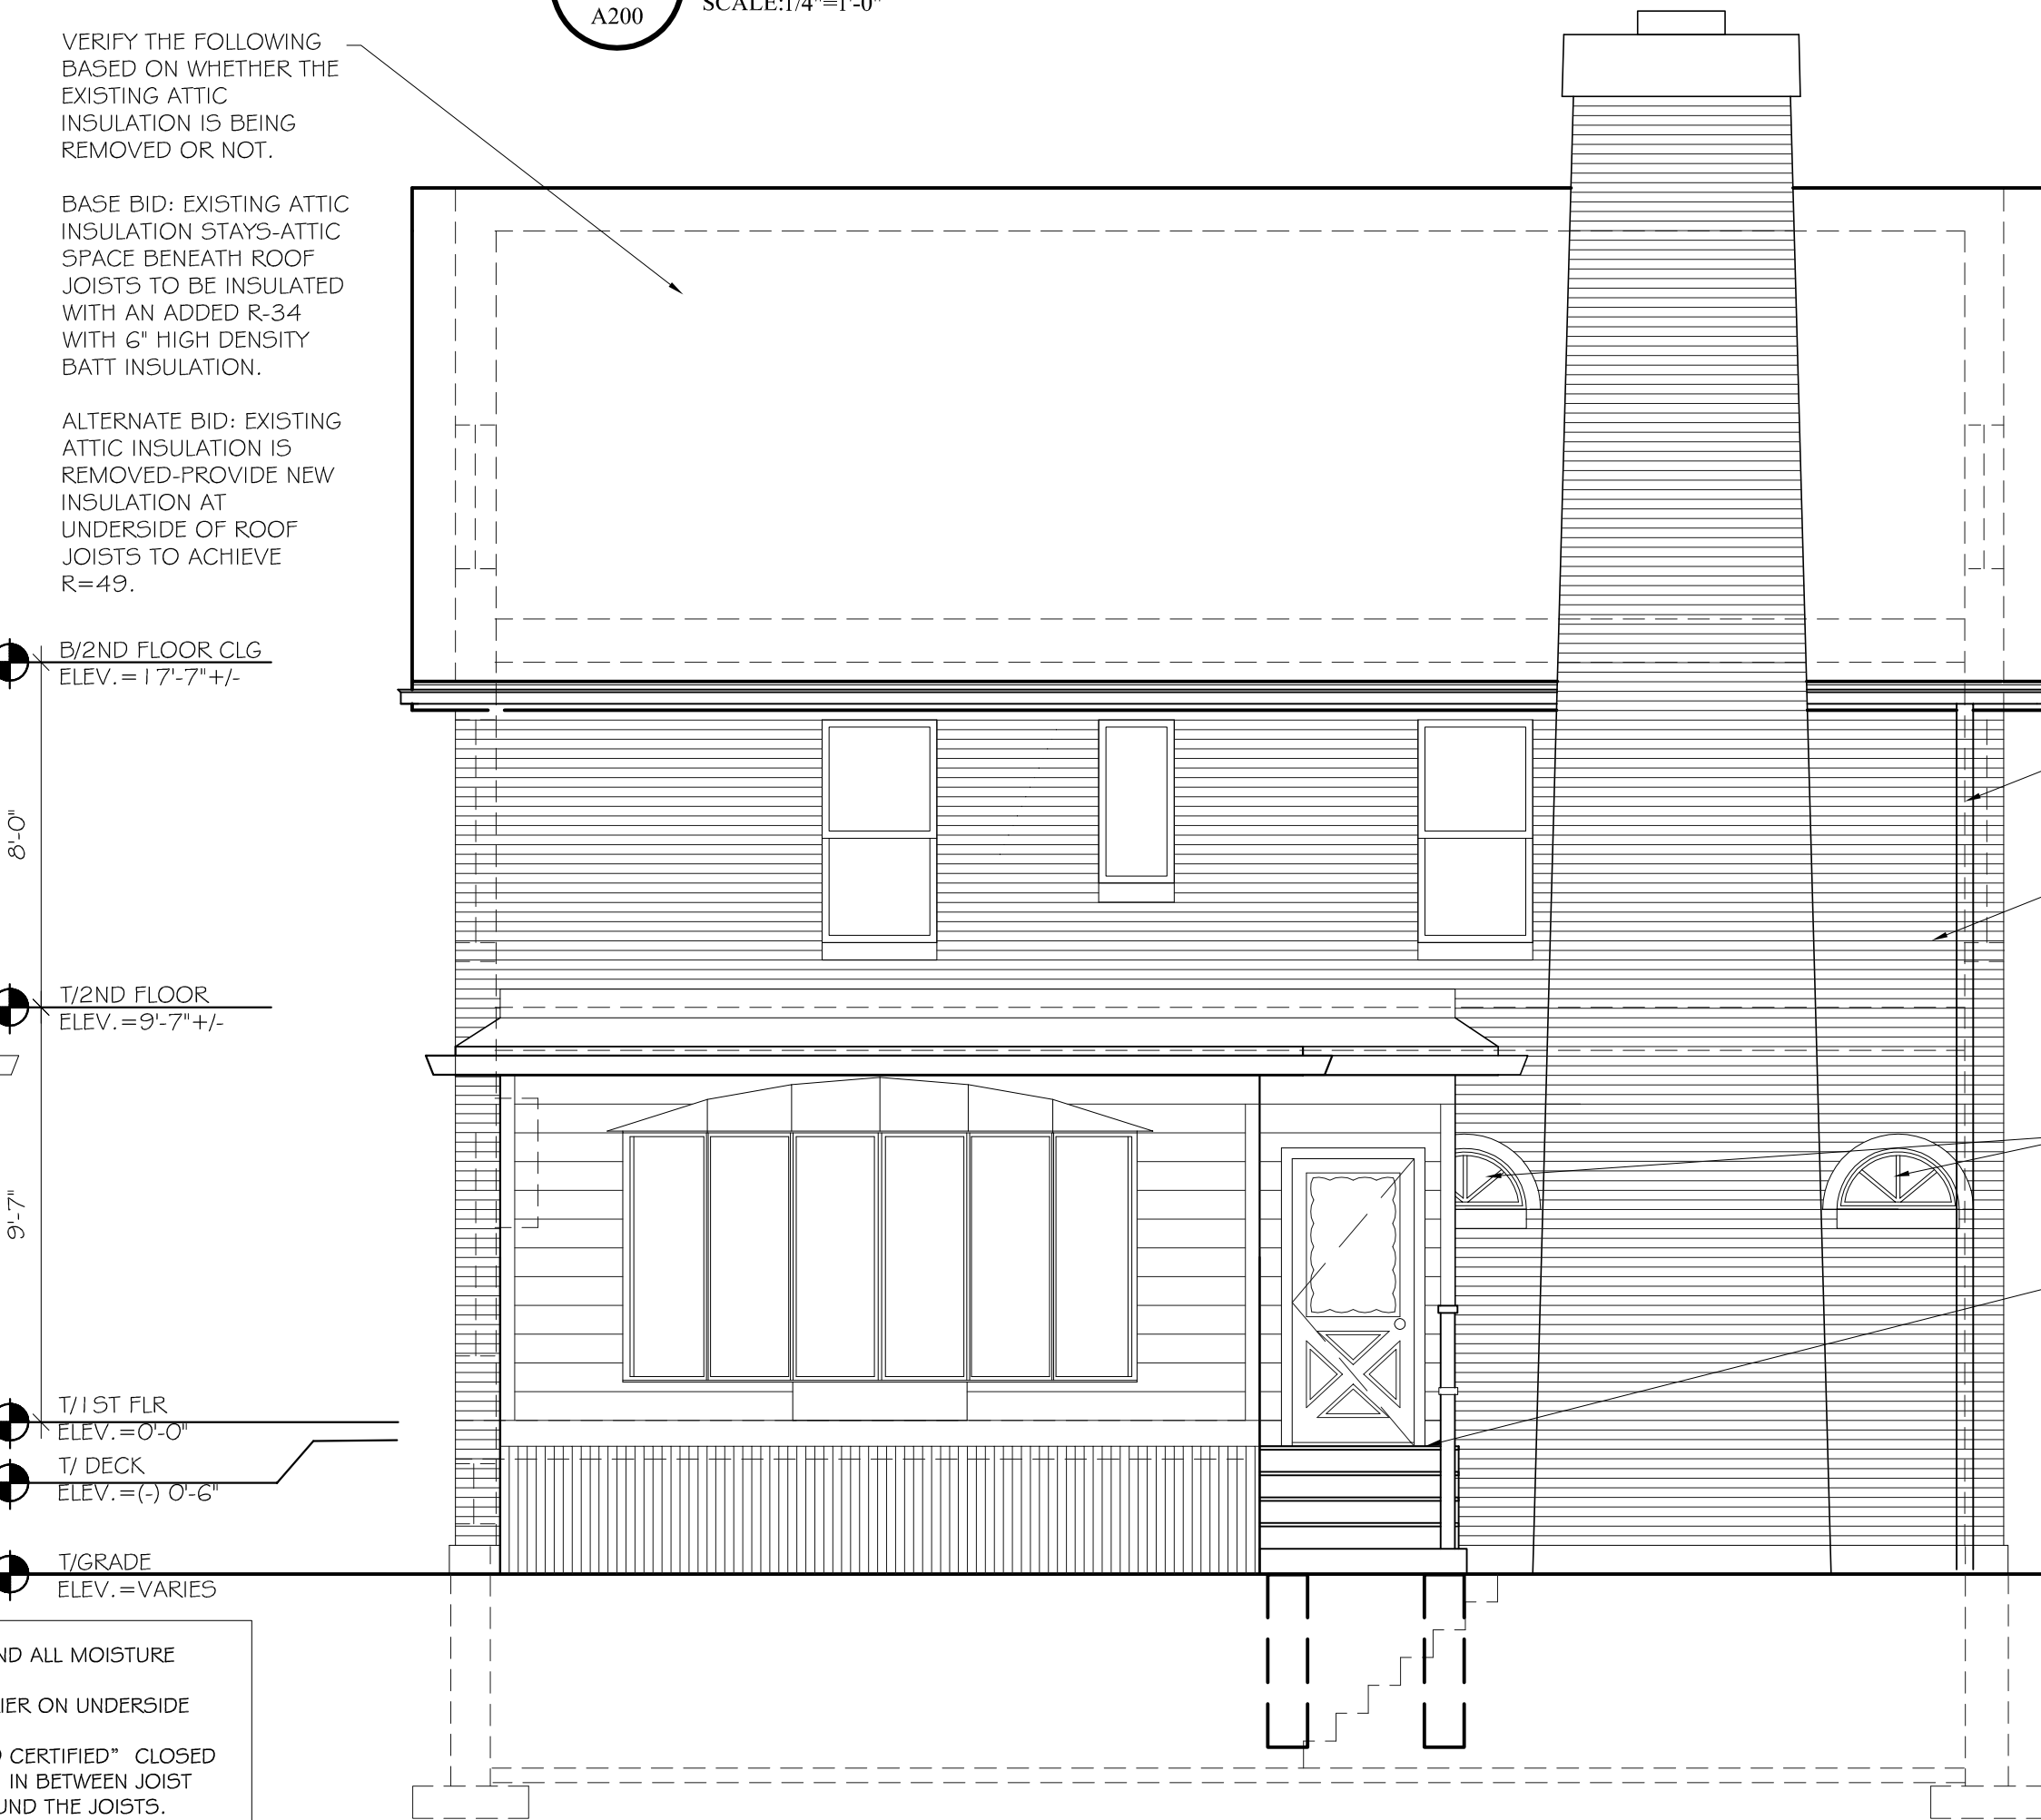 A200
SCALE:1/4"=1'-0"
VERIFY THE FOLLOWING
BASED ON WHETHER THE
EXISTING ATTIC
INSULATION IS BEING
REMOVED OR NOT.
BASE BID: EXISTING ATTIC
INSULATION STAYS-ATTIC
SPACE BENEATH ROOF
JOISTS TO BE INSULATED
WITH AN ADDED R-34
WITH 6" HIGH DENSITY
BATT INSULATION.
ALTERNATE BID: EXISTING
ATTIC INSULATION IS
REMOVED-PROVIDE NEW
INSULATION AT
UNDERSIDE OF ROOF
JOISTS TO ACHIEVE
R=49.
B/2ND FLOOR CLG
ELEV.=17'-7"+/-
8'-0"
T/2ND FLOOR
ELEV.=9'-7"+/-
9'-7"
T/1ST FLR
ELEV.=0'-0"
T/ DECK
ELEV.=(-) 0'-6"
T/GRADE
ELEV.=VARIES
ND ALL MOISTURE
IER ON UNDERSIDE
CERTIFIED" CLOSED
IN BETWEEN JOIST
UND THE JOISTS.